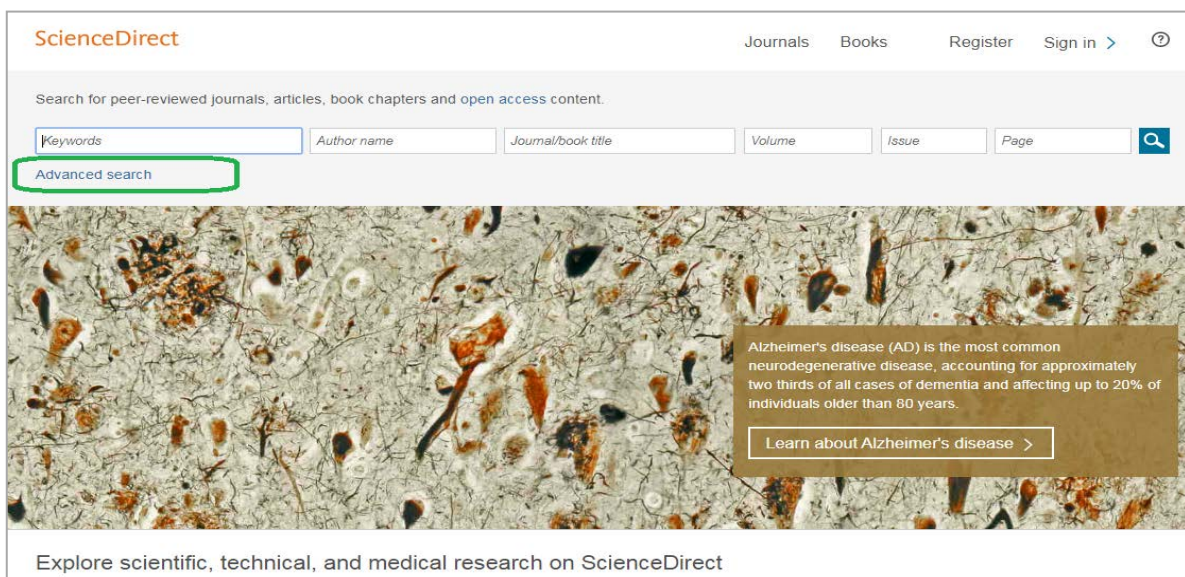 ScienceDirect
Journals Books Register Sign in >
Search for peer-reviewed journals, articles, book chapters and open access content.
Keywords Author name Journal/book title Volume Issue Page
Advanced search
Alzheimer's disease (AD) is the most common
neurodegenerative disease, accounting for approximately
two thirds of all cases of dementia and affecting up to 20% of
individuals older than 80 years.
Learn about Alzheimer's disease >
Explore scientific, technical, and medical research on ScienceDirect